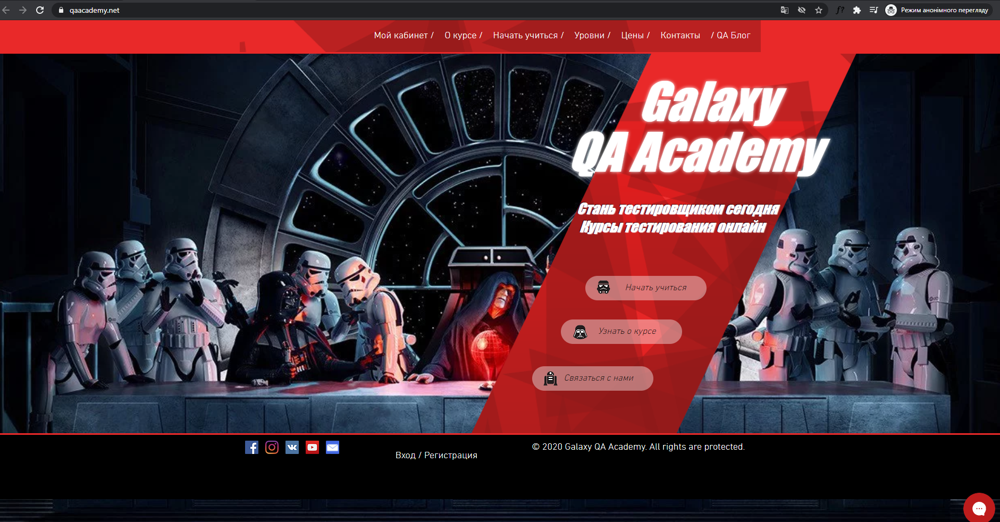 qaacademy.net
f?
Режим анонімного перегляду
Мой кабинет / О курсе / Начать учиться / Уровни / Цены / Контакты / QA Блог
Galaxy
QA Academy
Стань тестировщиком сегодня
Курсы тестирования онлайн
Начать учиться
Узнать о курсе
Связаться с нами
© 2020 Galaxy QA Academy. All rights are protected.
Вход / Регистрация